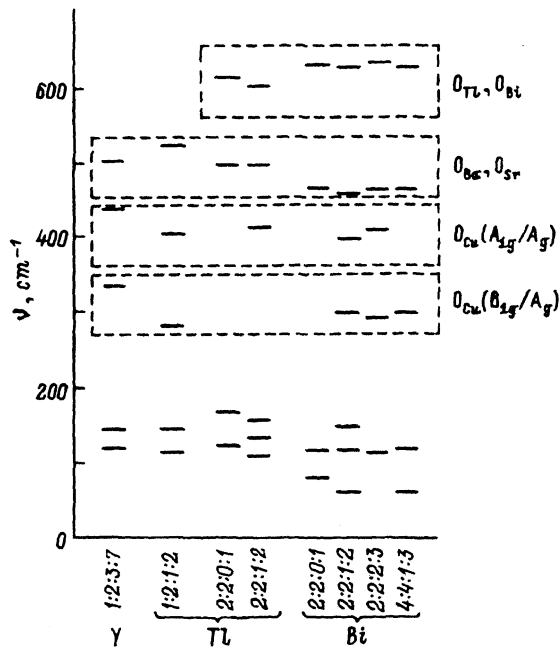 600
400
200
0
ν, cm⁻¹
O_Tl, O_Bi
O_Ba, O_Sr
O_Cu(A_1g/A_g)
O_Cu(B_1g/A_g)
1:2:3:7
1:2:1:2
2:2:0:1
2:2:1:2
2:2:0:1
2:2:1:2
2:2:2:3
4:4:1:3
Y
Tl
Bi